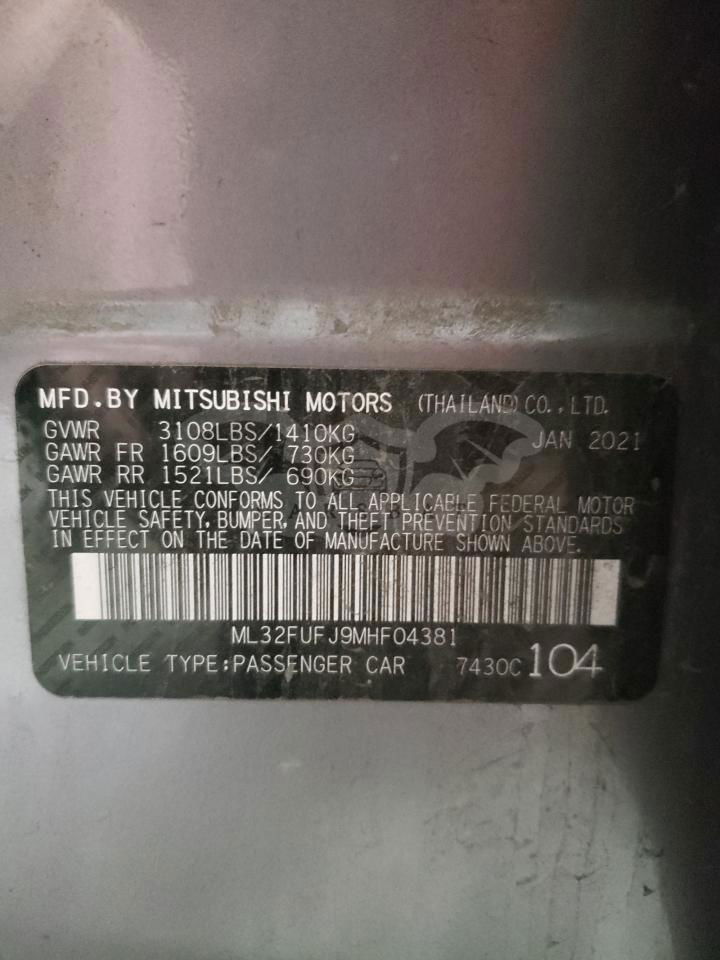 MFD.BY MITSUBISHI MOTORS (THAILAND) CO.,LTD.
GVWR 3108LBS/1410KG JAN 2021
GAWR FR 1609LBS/ 730KG
GAWR RR 1521LBS/ 690KG
THIS VEHICLE CONFORMS TO ALL APPLICABLE FEDERAL MOTOR
VEHICLE SAFETY, BUMPER, AND THEFT PREVENTION STANDARDS
IN EFFECT ON THE DATE OF MANUFACTURE SHOWN ABOVE.
ML32FUFJ9MHF04381
VEHICLE TYPE:PASSENGER CAR 7430C 104